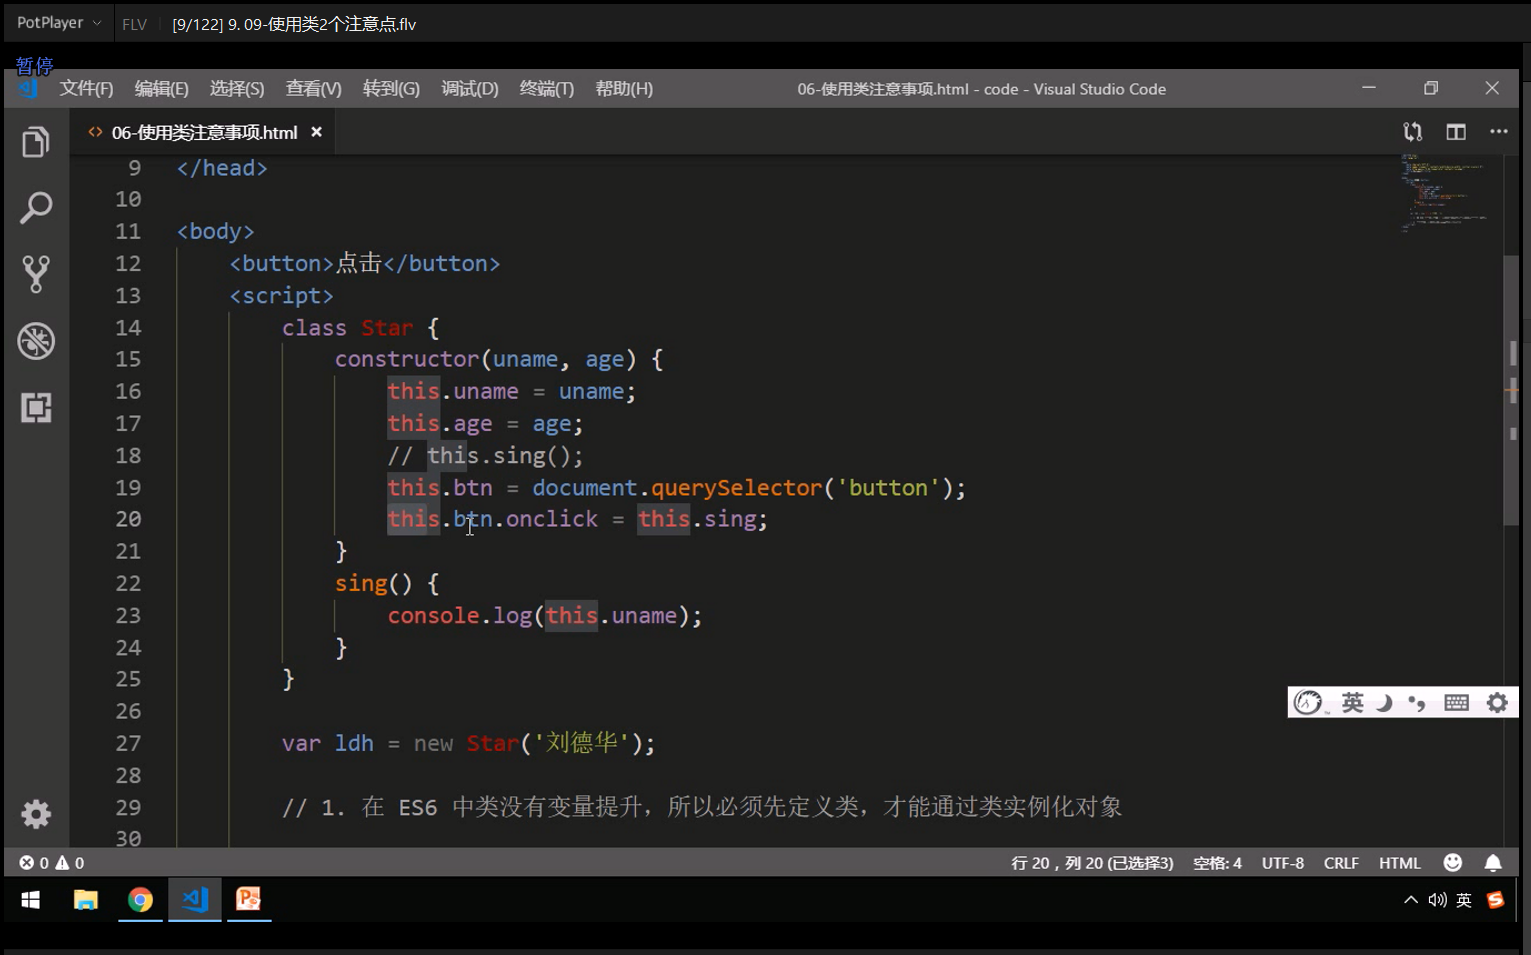 PotPlayer FLV [9/122] 9. 09-使用类2个注意点.flv
暂停
文件(F) 编辑(E) 选择(S) 查看(V) 转到(G) 调试(D) 终端(T) 帮助(H) 06-使用类注意事项.html - code - Visual Studio Code
<> 06-使用类注意事项.html ×
9 </head>
10
11 <body>
12 <button>点击</button>
13 <script>
14 class Star {
15 constructor(uname, age) {
16 this.uname = uname;
17 this.age = age;
18 // this.sing();
19 this.btn = document.querySelector('button');
20 this.btn.onclick = this.sing;
21 }
22 sing() {
23 console.log(this.uname);
24 }
25 }
26
27 var ldh = new Star('刘德华');
28
29 // 1. 在 ES6 中类没有变量提升，所以必须先定义类，才能通过类实例化对象
30
英
0 0 行 20，列 20 (已选择3) 空格: 4 UTF-8 CRLF HTML
英